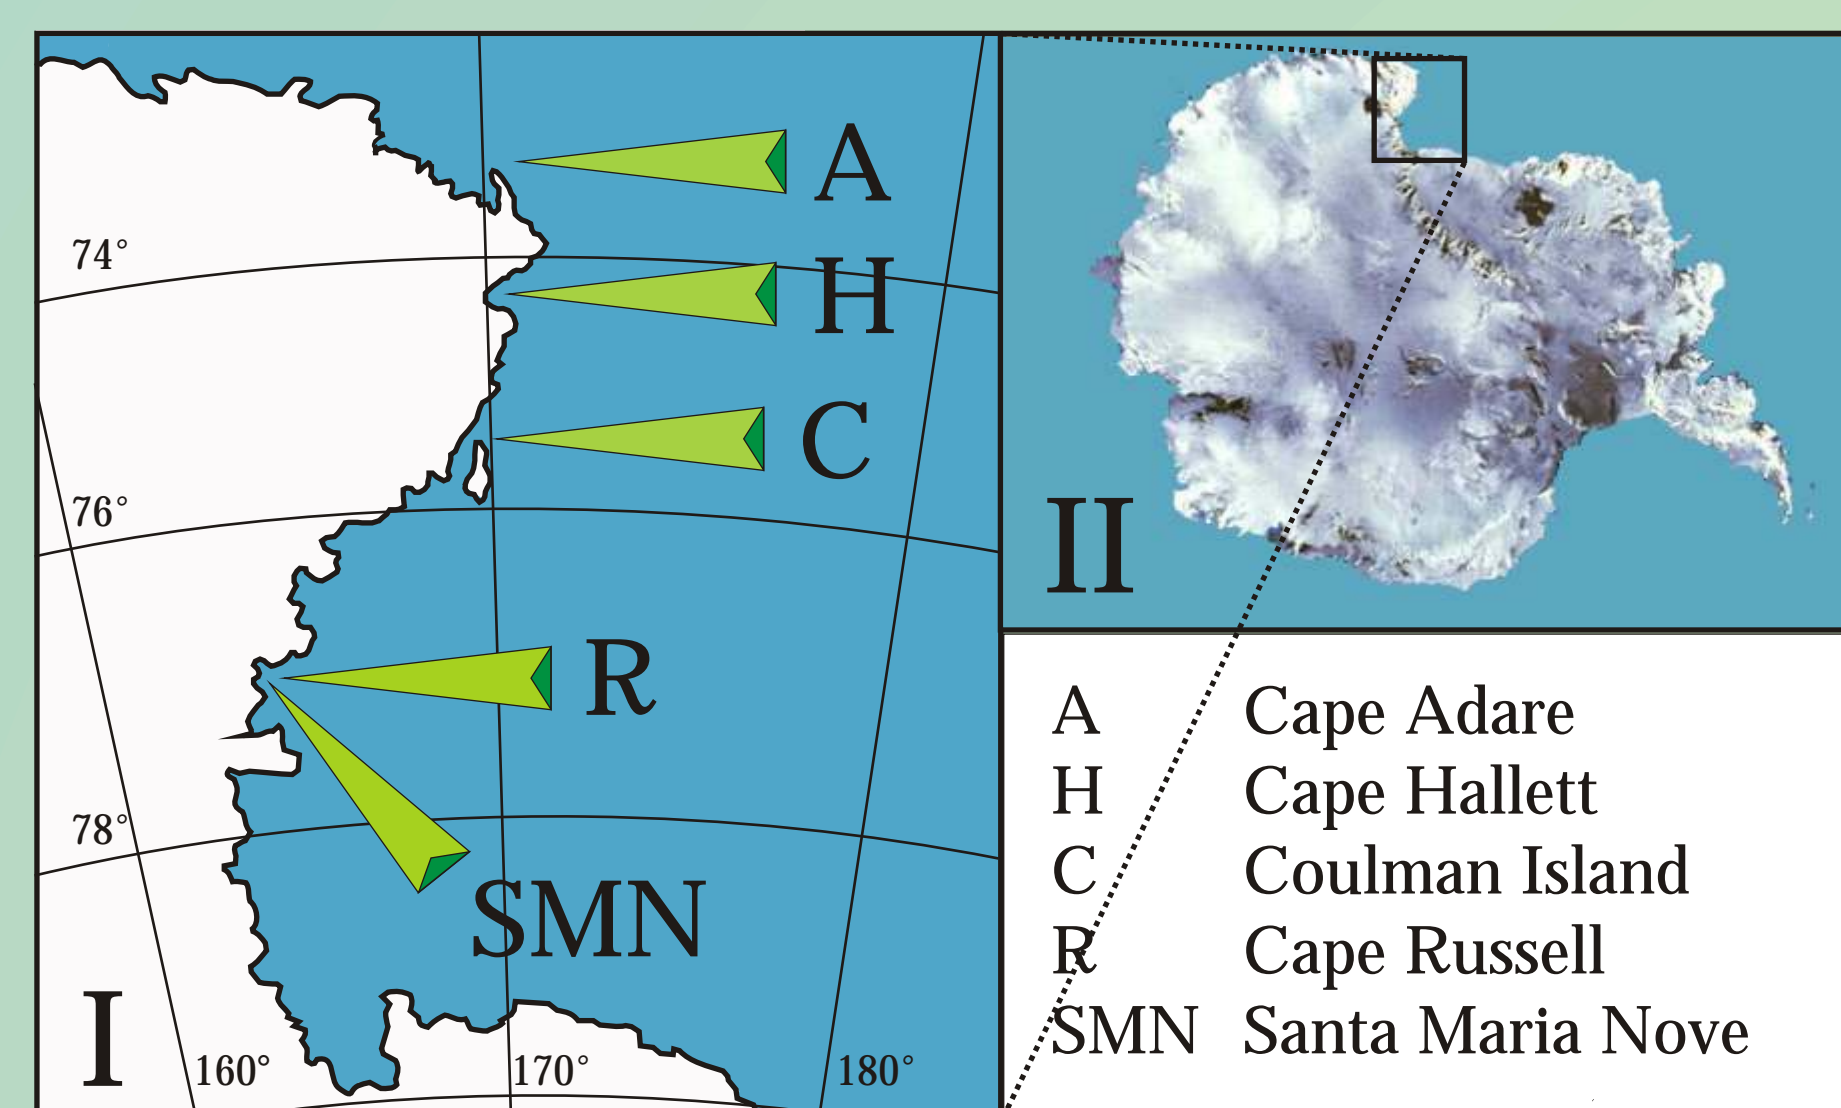 A
74°
H
C
76°
II
R
78°
SMN
I
160°
170°
180°
A Cape Adare
H Cape Hallett
C Coulman Island
R Cape Russell
SMN Santa Maria Nove